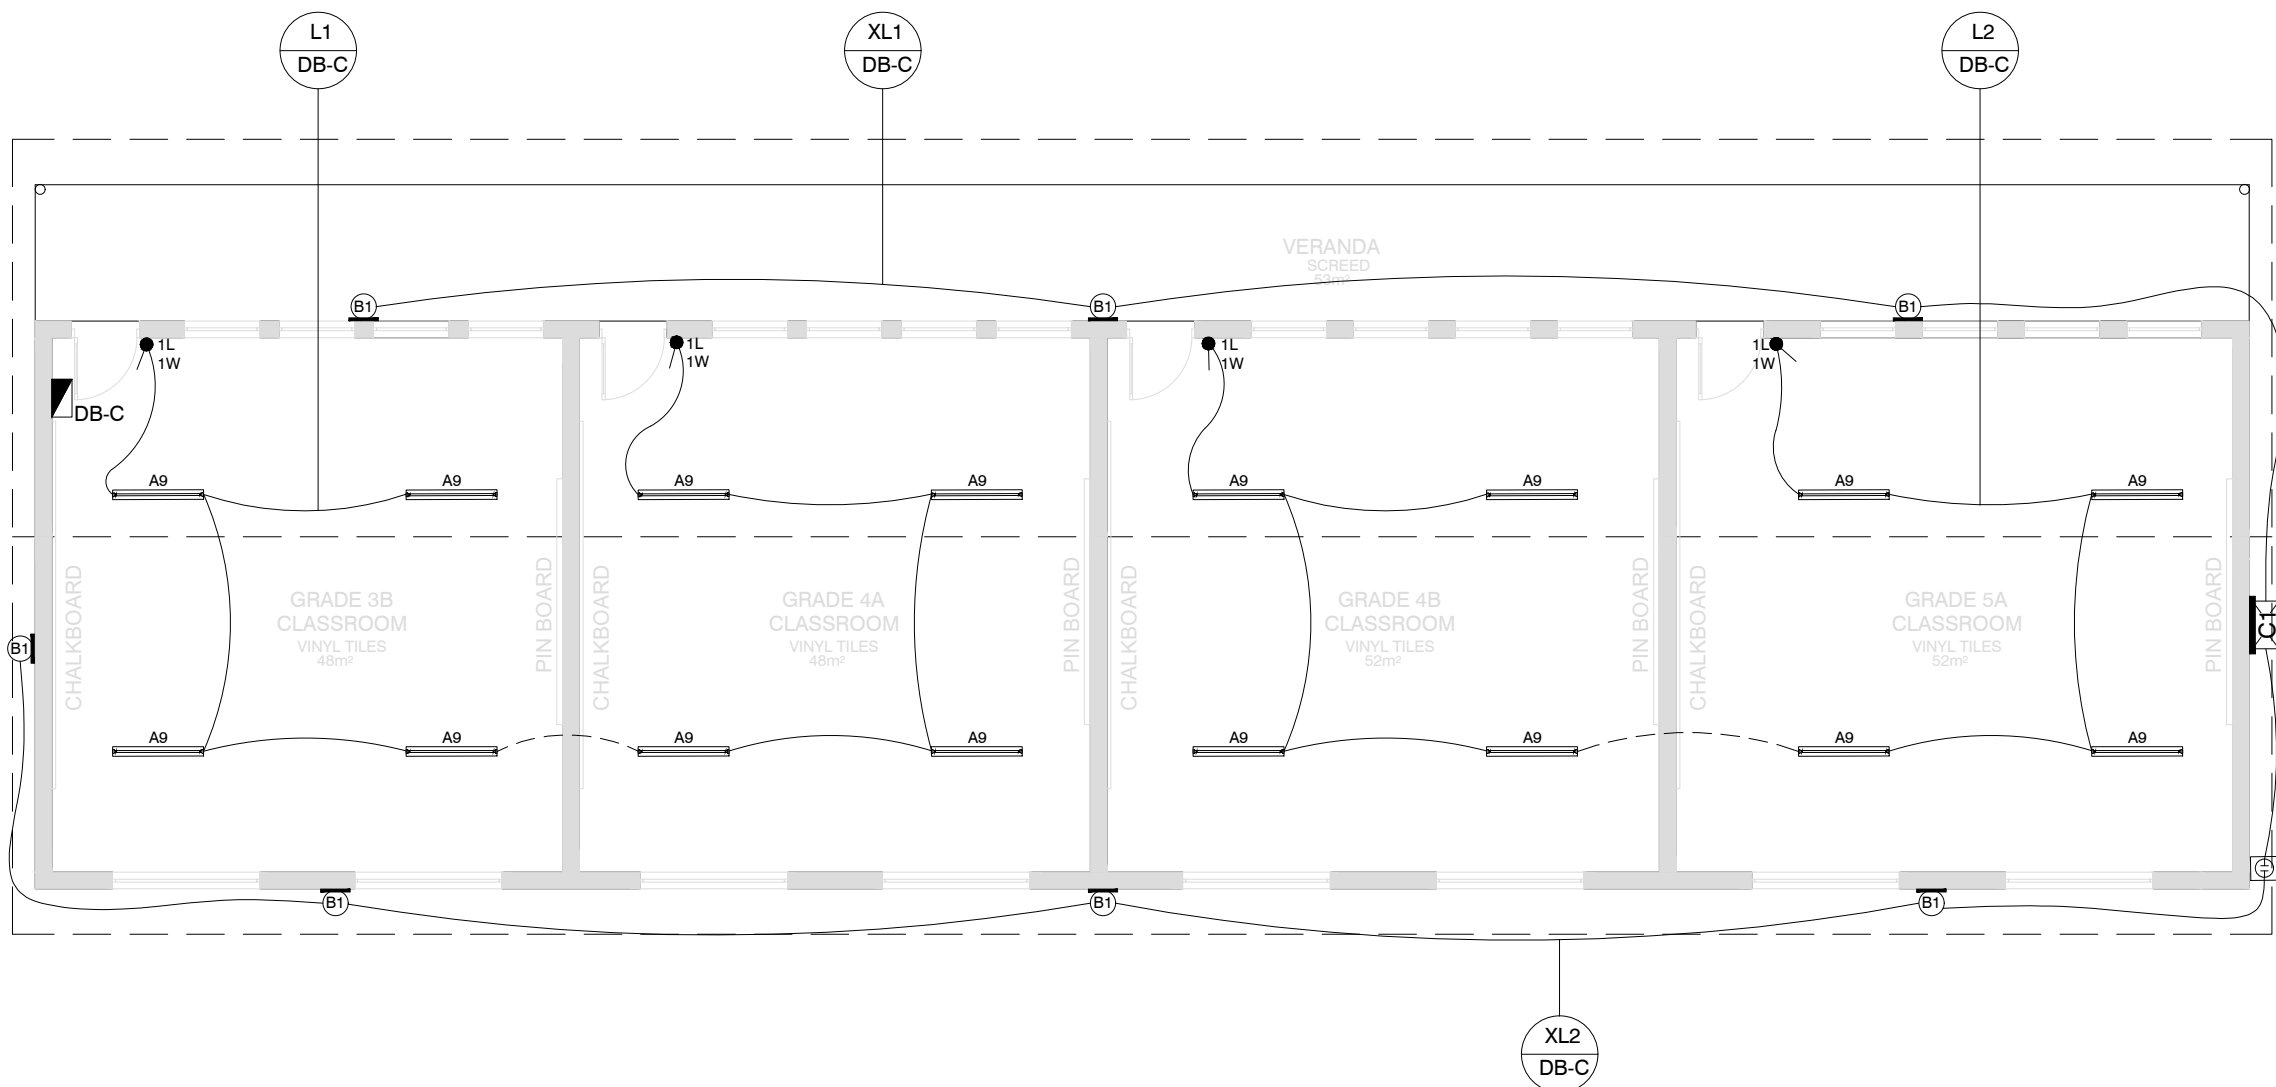 L1
DB-C
XL1
DB-C
L2
DB-C
VERANDA
SCREED
53m²
B1
B1
B1
1L
1W
1L
1W
1L
1W
1L
1W
DB-C
A9
A9
A9
A9
A9
A9
A9
A9
CHALKBOARD
GRADE 3B
CLASSROOM
VINYL TILES
48m²
PIN BOARD
CHALKBOARD
GRADE 4A
CLASSROOM
VINYL TILES
48m²
PIN BOARD
CHALKBOARD
GRADE 4B
CLASSROOM
VINYL TILES
52m²
PIN BOARD
CHALKBOARD
GRADE 5A
CLASSROOM
VINYL TILES
52m²
PIN BOARD
C1
B1
A9
A9
A9
A9
A9
A9
A9
A9
B1
B1
B1
XL2
DB-C